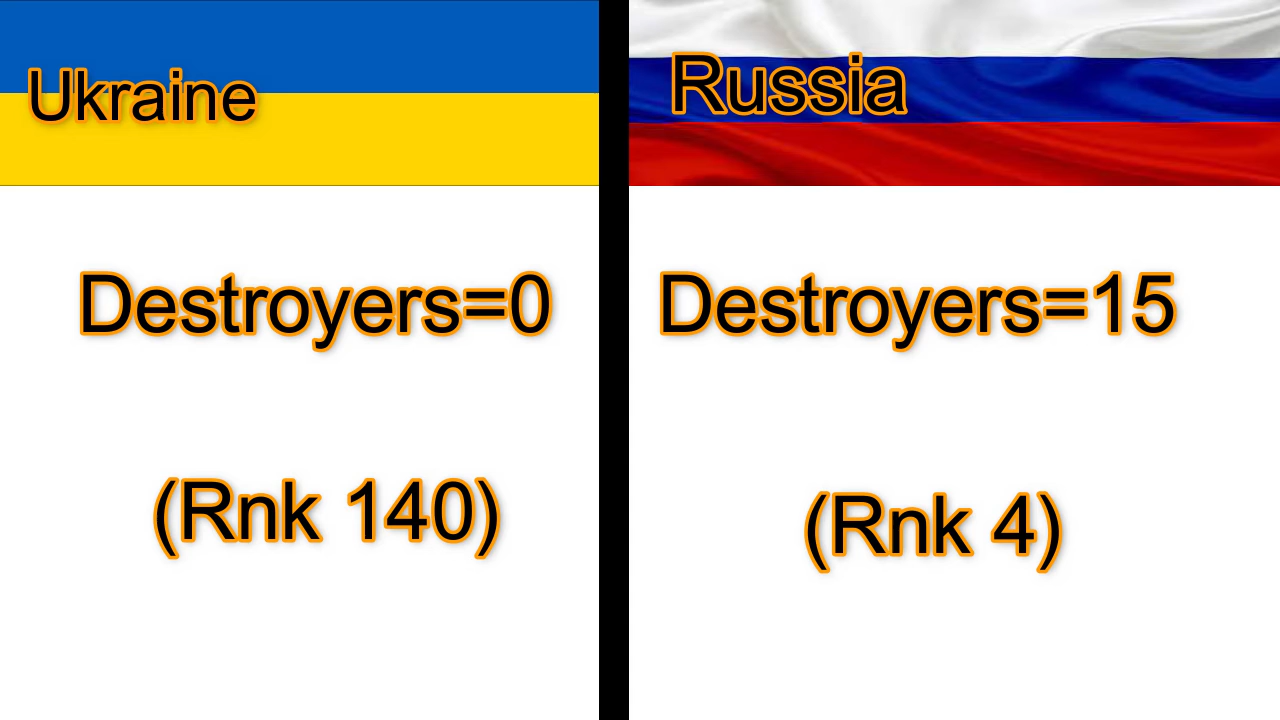 Ukraine
Destroyers=0
(Rnk 140)
Russia
Destroyers=15
(Rnk 4)